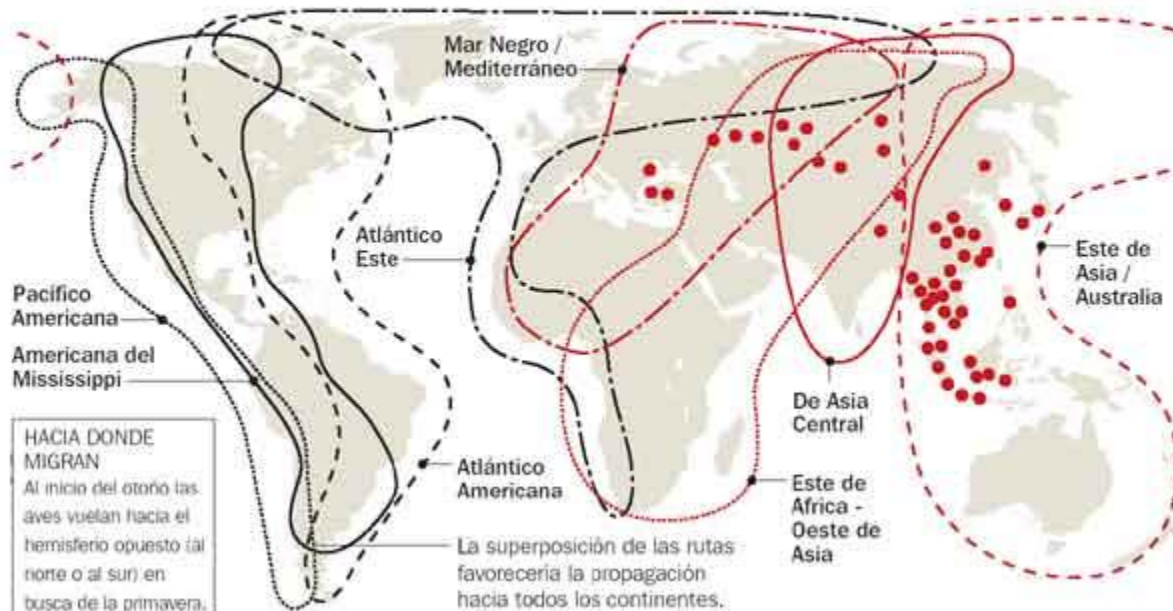 Mar Negro /
Mediterráneo
Atlántico
Este
Este de
Asia /
Australia
Pacífico
Americana
Americana del
Mississippi
De Asia
Central
HACIA DONDE
MIGRAN
Al inicio del otoño las
aves vuelan hacia el
hemisferio opuesto (al
norte o al sur) en
busca de la primavera.
Atlántico
Americana
Este de
Africa -
Oeste de
Asia
La superposición de las rutas
favorecería la propagación
hacia todos los continentes.